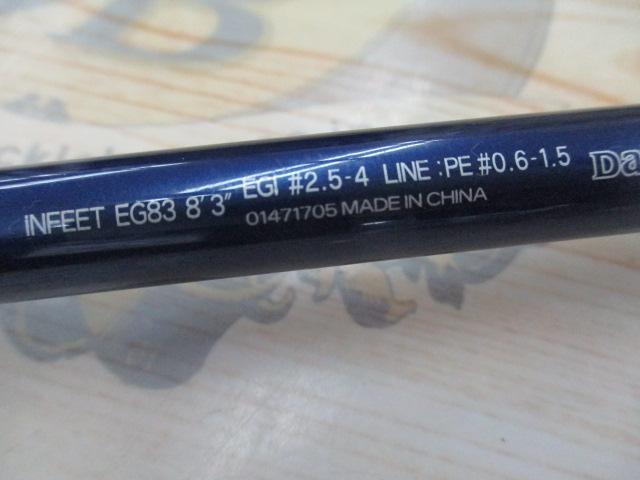 iNFEET EG83 8'3" EGI #2.5-4 LINE :PE #0.6-1.5
01471705 MADE IN CHINA